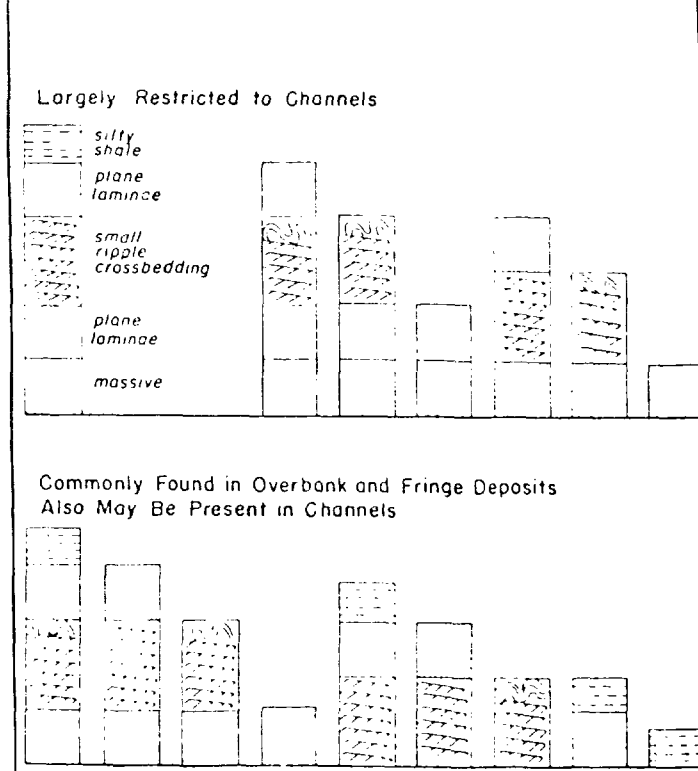 Largely Restricted to Channels
silty
shale
plane
laminae
small
ripple
crossbedding
plane
laminae
massive
Commonly Found in Overbank and Fringe Deposits
Also May Be Present in Channels